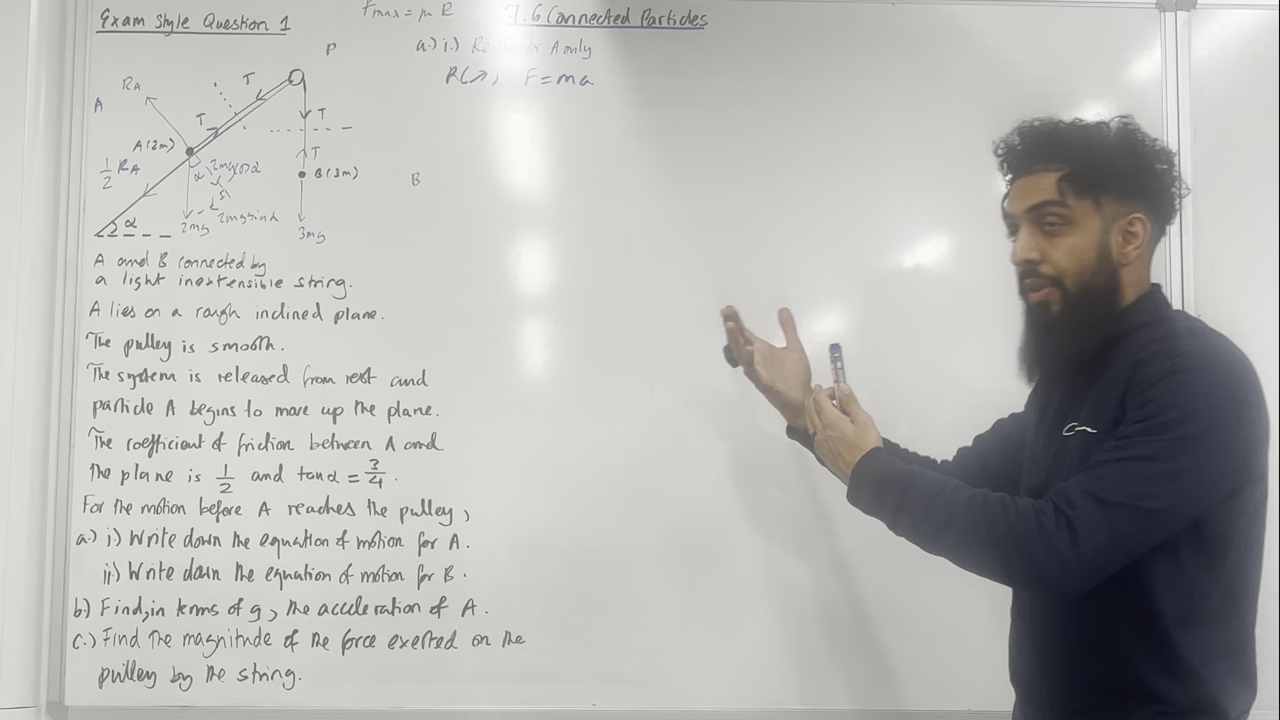 Exam Style Question 1
Fmax = μ R
7.6 Connected Particles
a.) i.) Res for A only
R(↗) F = ma
P
RA
T
A
T
T
A(2m)
T
B(3m)
B
1/2 RA
α
2mgcosα
2mgsinα
α
2mg
3mg
A and B connected by
a light inextensible string.
A lies on a rough inclined plane.
The pulley is smooth.
The system is released from rest and
particle A begins to move up the plane.
The coefficient of friction between A and
the plane is 1/2 and tanα = 3/4.
For the motion before A reaches the pulley,
a.) i.) Write down the equation of motion for A.
ii.) Write down the equation of motion for B.
b.) Find, in terms of g, the acceleration of A.
c.) Find the magnitude of the force exerted on the
pulley by the string.